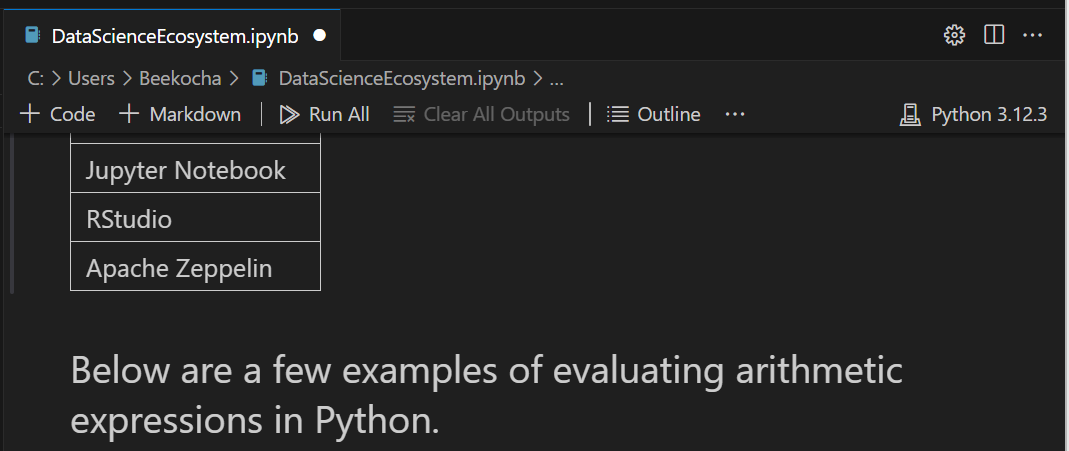 DataScienceEcosystem.ipynb
C: > Users > Beekocha > DataScienceEcosystem.ipynb > ...
+ Code + Markdown | Run All Clear All Outputs | Outline ... Python 3.12.3
Jupyter Notebook
RStudio
Apache Zeppelin
Below are a few examples of evaluating arithmetic
expressions in Python.